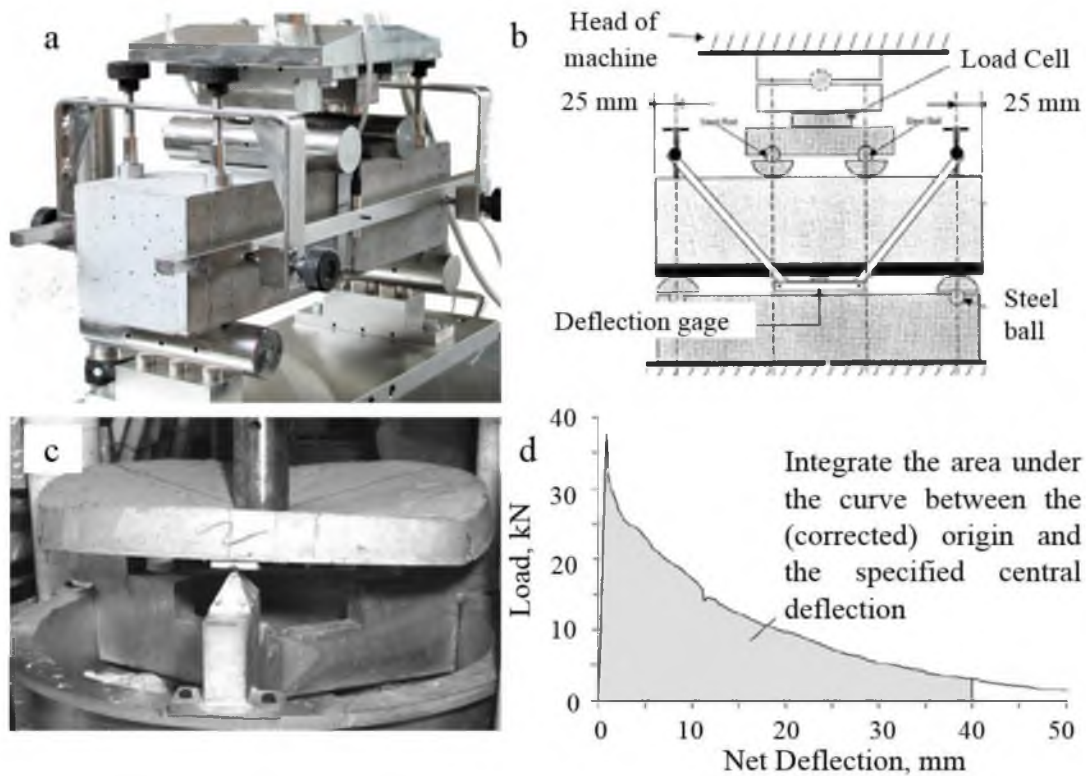 a
b
Head of
machine
Load Cell
25 mm
25 mm
Deflection gage
Steel
ball
c
2
d
Integrate the area under
the curve between the
(corrected) origin and
the specified central
deflection
Load, kN
40
30
20
10
0
0
10
20
30
40
50
Net Deflection, mm